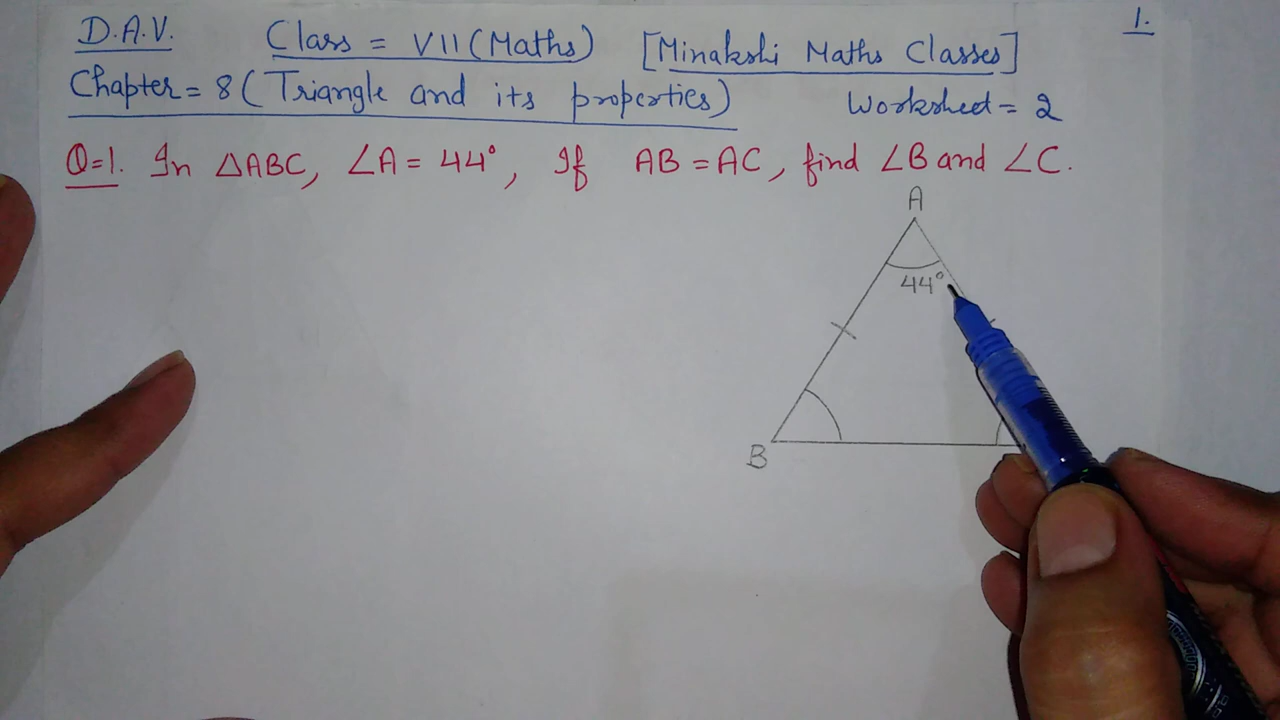 D.A.V. Class = VII (Maths) [Minakshi Maths Classes] 1.
Chapter = 8 (Triangle and its properties) Worksheet = 2
Q=1. In △ABC, ∠A = 44°, If AB = AC, find ∠B and ∠C.
A
44°
B